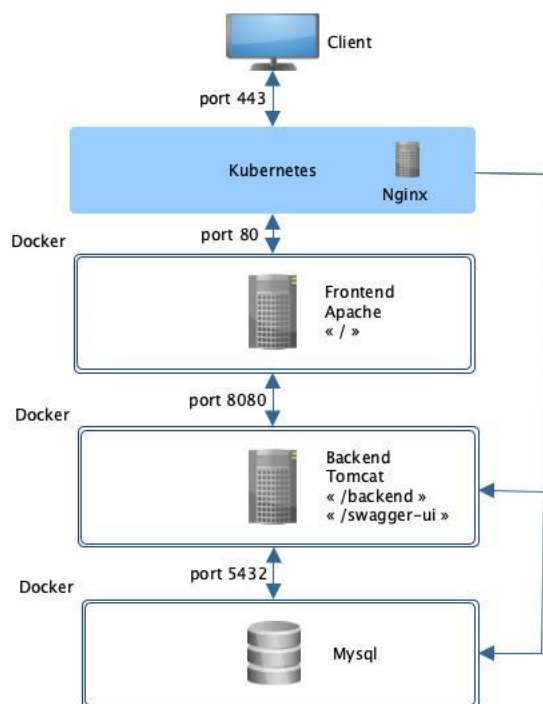 Client
port 443
Kubernetes
Nginx
Docker
port 80
Frontend
Apache
« / »
port 8080
Docker
Backend
Tomcat
« /backend »
« /swagger-ui »
port 5432
Docker
Mysql